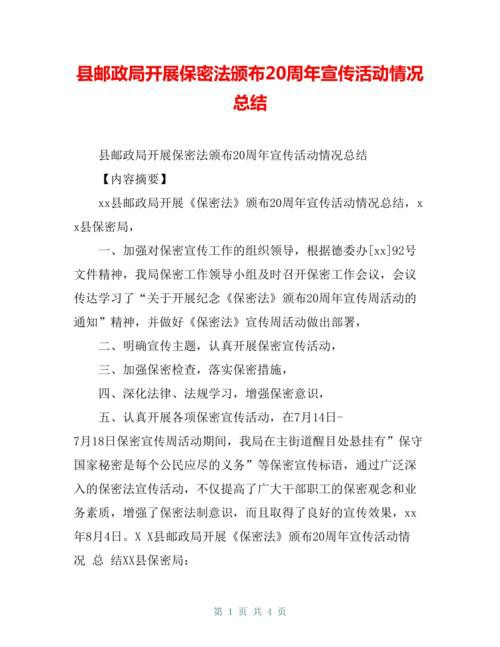 县邮政局开展保密法颁布20周年宣传活动情况
总结
县邮政局开展保密法颁布20周年宣传活动情况总结
【内容摘要】
xx县邮政局开展《保密法》颁布20周年宣传活动情况总结，x
x县保密局，
一、加强对保密宣传工作的组织领导，根据德委办[xx]92号
文件精神，我局保密工作领导小组及时召开保密工作会议，会议
传达学习了“关于开展纪念《保密法》颁布20周年宣传周活动的
通知”精神，并做好《保密法》宣传周活动做出部署，
二、明确宣传主题，认真开展保密宣传活动，
三、加强保密检查，落实保密措施，
四、深化法律、法规学习，增强保密意识，
五、认真开展各项保密宣传活动，在7月14日-
7月18日保密宣传周活动期间，我局在主街道醒目处悬挂有”保守
国家秘密是每个公民应尽的义务”等保密宣传标语，通过广泛深
入的保密法宣传活动，不仅提高了广大干部职工的保密观念和业
务素质，增强了保密法制意识，而且取得了良好的宣传效果，xx
年8月4日。X X县邮政局开展《保密法》颁布20周年宣传活动情
况 总 结XX县保密局：
第 1 页 共 4 页